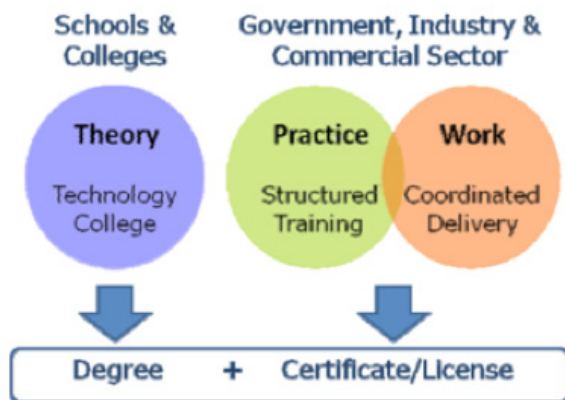 Schools &
Colleges
Government, Industry &
Commercial Sector
Theory
Technology
College
Practice
Structured
Training
Work
Coordinated
Delivery
Degree + Certificate/License